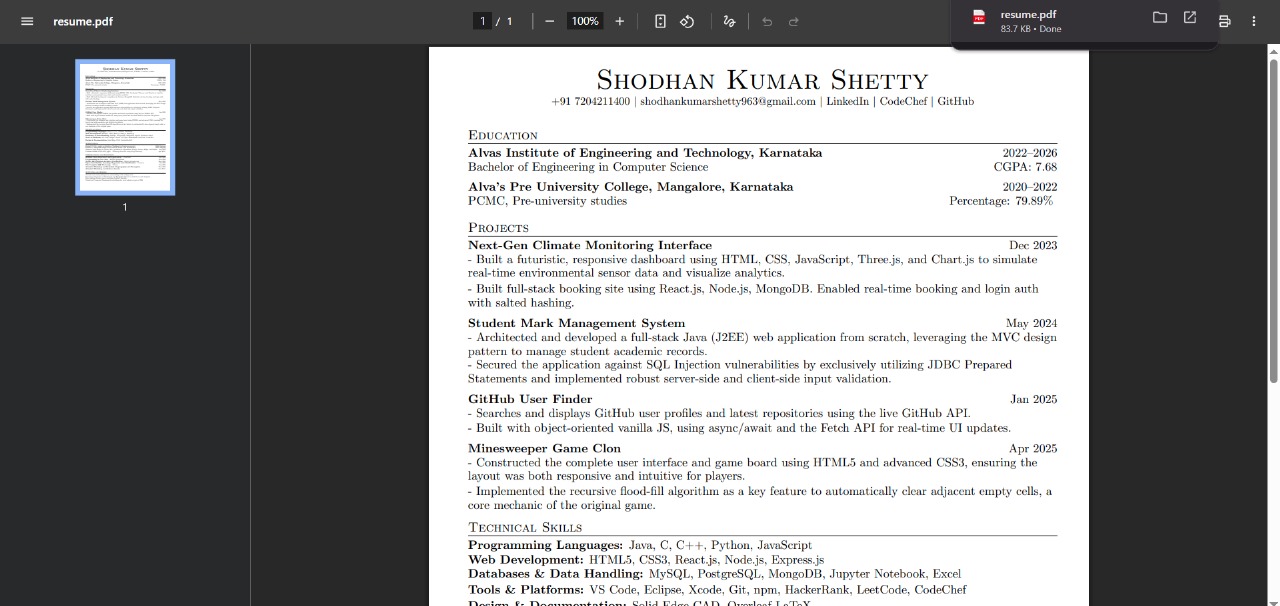 resume.pdf
1 / 1
100%
resume.pdf
83.7 KB • Done
1
Shodhan Kumar Shetty
LinkedIn | CodeChef | GitHub
Education
Alvas Institute of Engineering and Technology, Karnataka 2022–2026
Bachelor of Engineering in Computer Science CGPA: 7.68
Alva's Pre University College, Mangalore, Karnataka 2020–2022
PCMC, Pre-university studies Percentage: 79.89%
Projects
Next-Gen Climate Monitoring Interface Dec 2023
- Built a futuristic, responsive dashboard using HTML, CSS, JavaScript, Three.js, and Chart.js to simulate
real-time environmental sensor data and visualize analytics.
- Built full-stack booking site using React.js, Node.js, MongoDB. Enabled real-time booking and login auth
with salted hashing.
Student Mark Management System May 2024
- Architected and developed a full-stack Java (J2EE) web application from scratch, leveraging the MVC design
pattern to manage student academic records.
- Secured the application against SQL Injection vulnerabilities by exclusively utilizing JDBC Prepared
Statements and implemented robust server-side and client-side input validation.
GitHub User Finder Jan 2025
- Searches and displays GitHub user profiles and latest repositories using the live GitHub API.
- Built with object-oriented vanilla JS, using async/await and the Fetch API for real-time UI updates.
Minesweeper Game Clon Apr 2025
- Constructed the complete user interface and game board using HTML5 and advanced CSS3, ensuring the
layout was both responsive and intuitive for players.
- Implemented the recursive flood-fill algorithm as a key feature to automatically clear adjacent empty cells, a
core mechanic of the original game.
Technical Skills
Programming Languages: Java, C, C++, Python, JavaScript
Web Development: HTML5, CSS3, React.js, Node.js, Express.js
Databases & Data Handling: MySQL, PostgreSQL, MongoDB, Jupyter Notebook, Excel
Tools & Platforms: VS Code, Eclipse, Xcode, Git, npm, HackerRank, LeetCode, CodeChef
Design & Documentation: Solid Edge CAD, Overleaf LaTeX